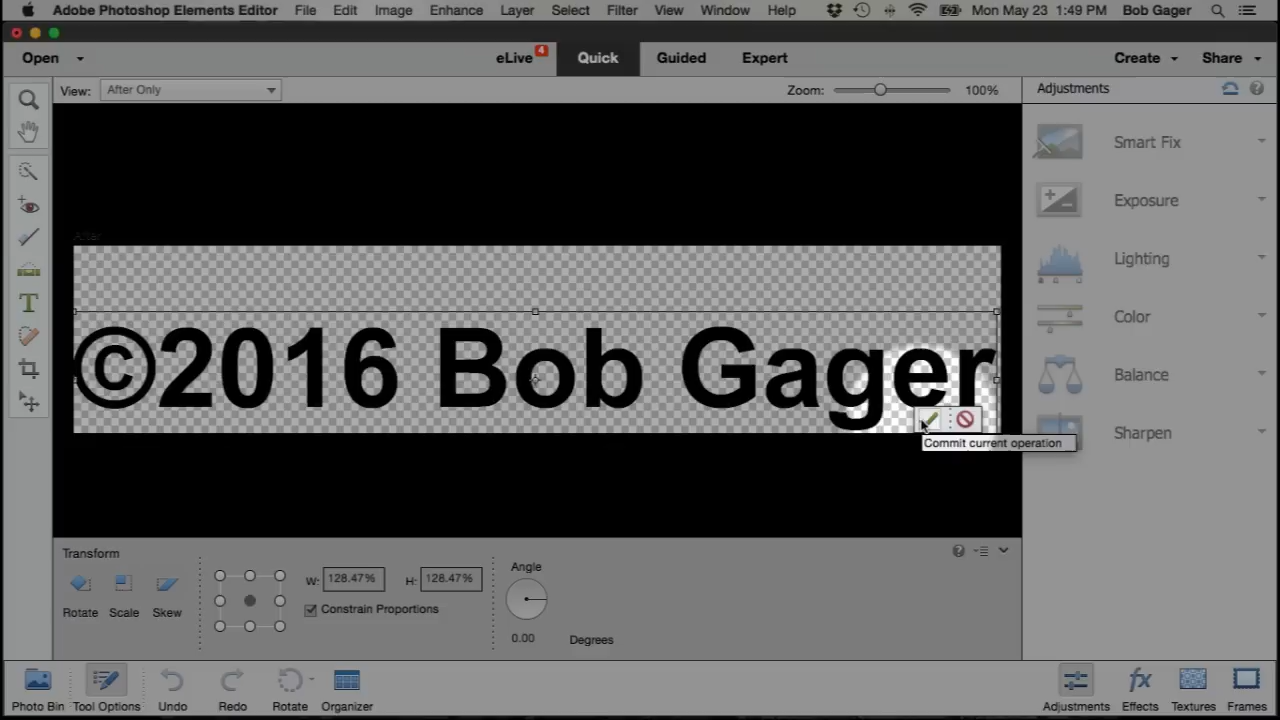 Adobe Photoshop Elements Editor File Edit Image Enhance Layer Select Filter View Window Help Mon May 23 1:49 PM Bob Gager
Open eLive 4 Quick Guided Expert Create Share
View: After Only Zoom: 100% Adjustments
Smart Fix
Exposure
After
Lighting
Color
©2016 Bob Gager
Balance
Sharpen
Commit current operation
Transform
Rotate Scale Skew
W: 128.47% H: 128.47%
Constrain Proportions
Angle
0.00 Degrees
Photo Bin Tool Options Undo Redo Rotate Organizer Adjustments Effects Textures Frames